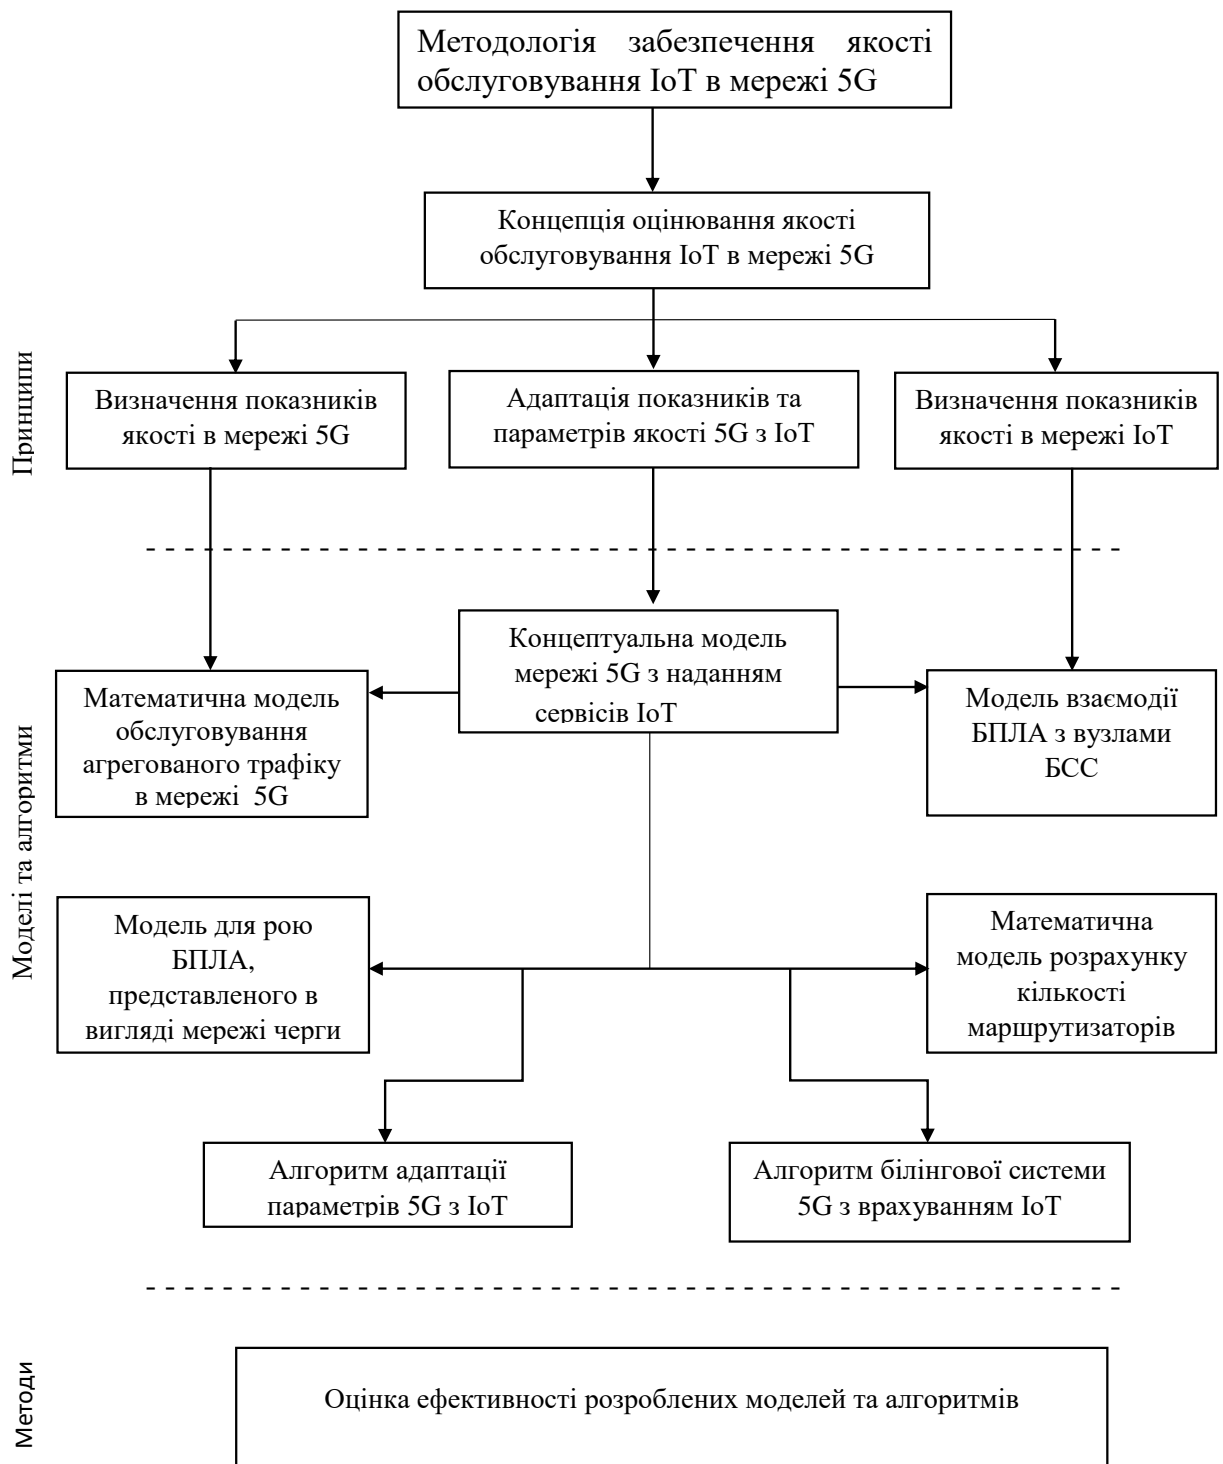 Методологія забезпечення якості
обслуговування IoT в мережі 5G
Концепція оцінювання якості
обслуговування IoT в мережі 5G
Принципи
Визначення показників
якості в мережі 5G
Адаптація показників та
параметрів якості 5G з IoT
Визначення показників
якості в мережі IoT
Моделі та алгоритми
Концептуальна модель
мережі 5G з наданням
сервісів IoT
Математична модель
обслуговування
агрегованого трафіку
в мережі 5G
Модель взаємодії
БПЛА з вузлами
БСС
Модель для рою
БПЛА,
представленого в
вигляді мережі черги
Математична
модель розрахунку
кількості
маршрутизаторів
Алгоритм адаптації
параметрів 5G з IoT
Алгоритм білінгової системи
5G з врахуванням IoT
Методи
Оцінка ефективності розроблених моделей та алгоритмів